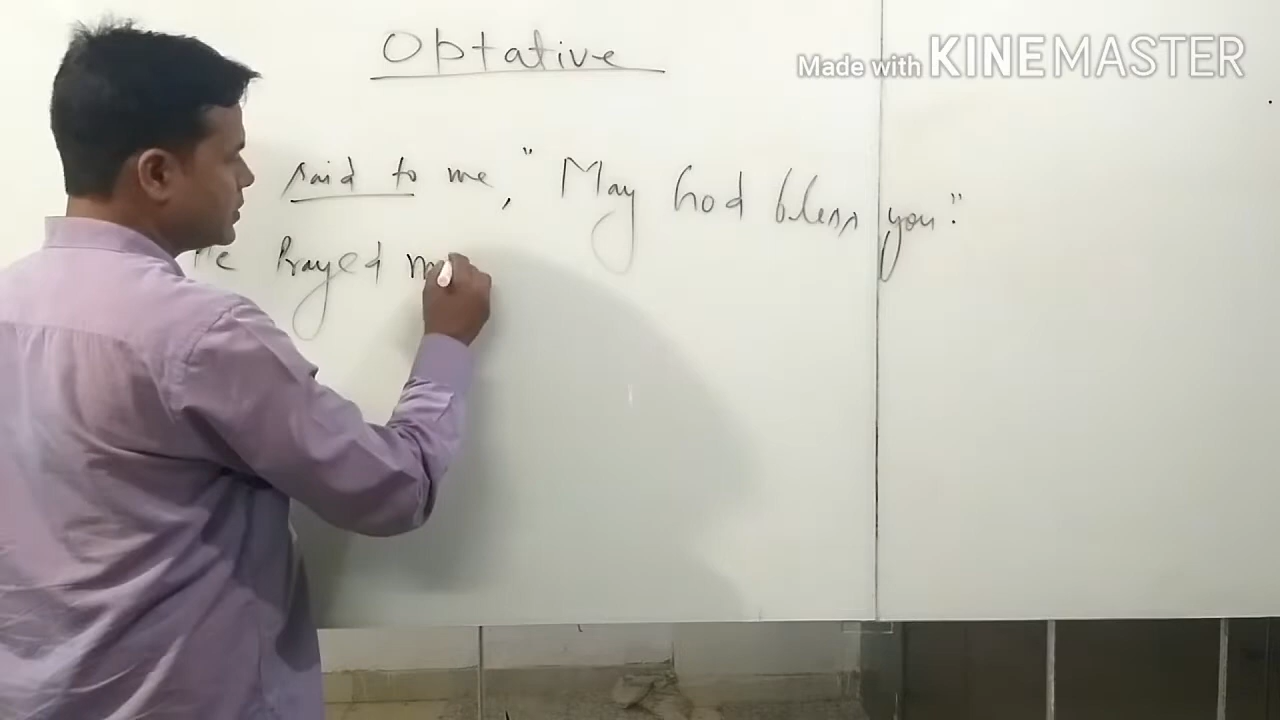 Optative
Made with KINEMASTER
said to me, "May God bless you."
He Prayed m